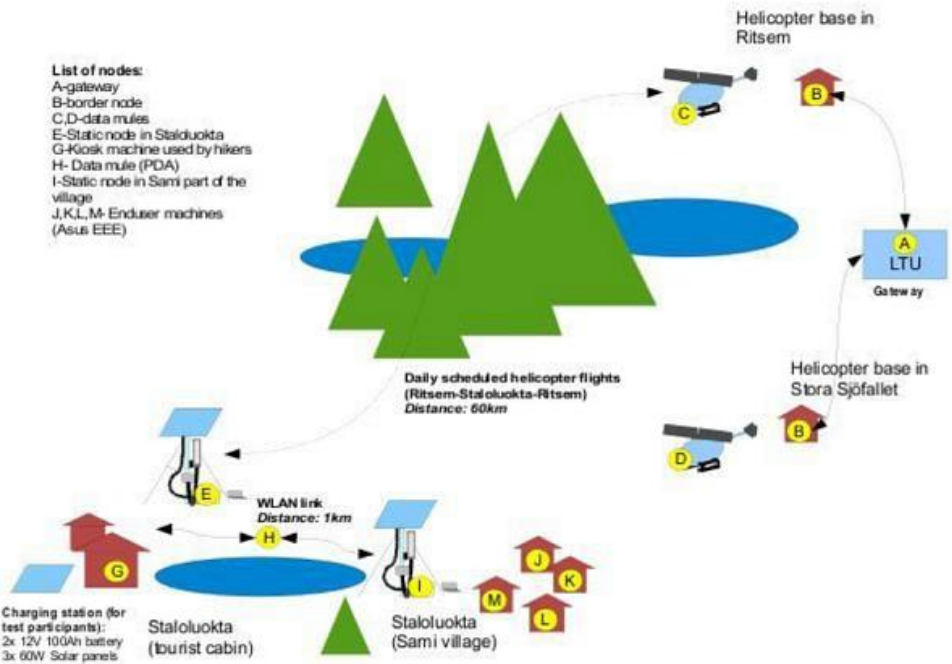 Helicopter base in
Ritsem
List of nodes:
A-gateway
B-border node
C,D-data mules
E-Static node in Staloluokta
G-Kiosk machine used by hikers
H- Data mule (PDA)
I-Static node in Sami part of the
village
J,K,L,M- Enduser machines
(Asus EEE)
C
B
A
LTU
Gateway
Daily scheduled helicopter flights
(Ritsem-Staloluokta-Ritsem)
Distance: 60km
Helicopter base in
Stora Sjöfallet
B
D
E
WLAN link
Distance: 1km
H
G
I
J
K
M
L
Charging station (for
test participants):
2x 12V 100Ah battery
3x 60W Solar panels
Staloluokta
(tourist cabin)
Staloluokta
(Sami village)